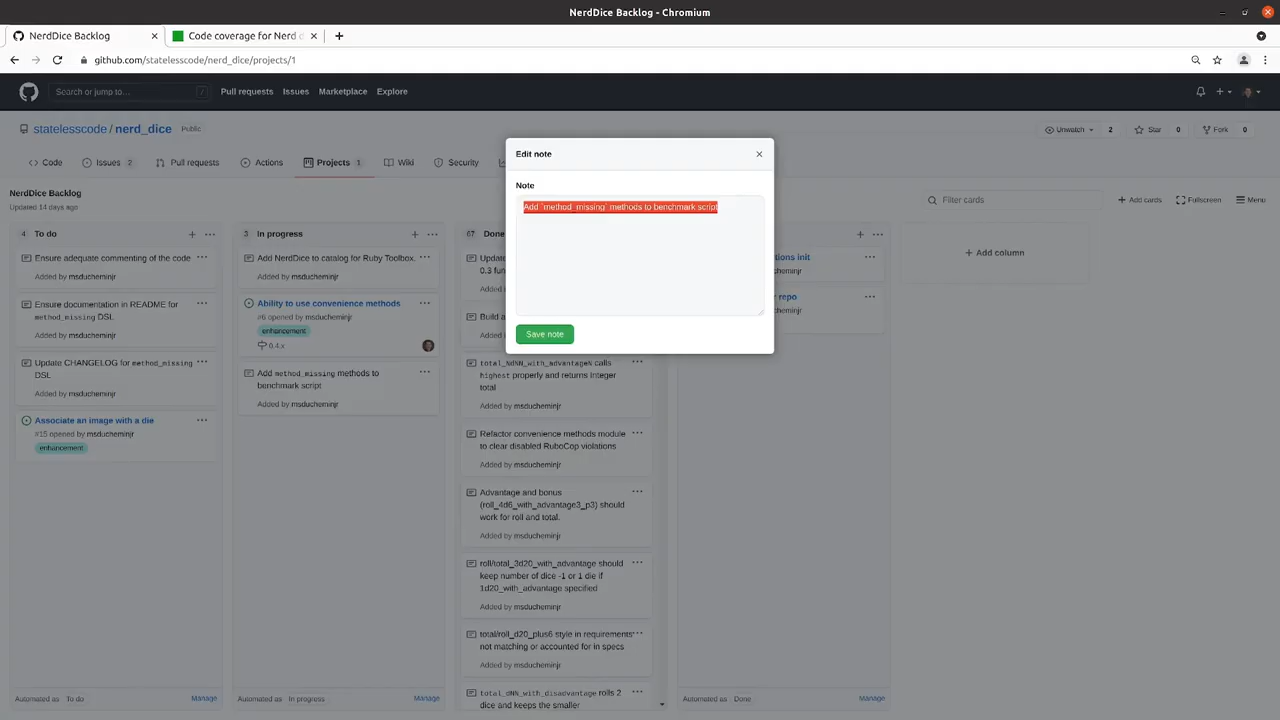 NerdDice Backlog - Chromium
NerdDice Backlog
Code coverage for Nerd d
github.com/statelesscode/nerd_dice/projects/1
Search or jump to…
/
Pull requests
Issues
Marketplace
Explore
statelesscode / nerd_dice
Public
Unwatch
2
Star
0
Fork
0
Code
Issues 2
Pull requests
Actions
Projects 1
Wiki
Security
NerdDice Backlog
Updated 14 days ago
Filter cards
Add cards
Fullscreen
Menu
Edit note
Note
Add `method_missing` methods to benchmark script
Save note
4 To do
Ensure adequate commenting of the code
Added by msducheminjr
Ensure documentation in README for
method_missing DSL
Added by msducheminjr
Update CHANGELOG for method_missing
DSL
Added by msducheminjr
Associate an image with a die
#15 opened by msducheminjr
enhancement
Automated as To do
Manage
3 In progress
Add NerdDice to catalog for Ruby Toolbox.
Added by msducheminjr
Ability to use convenience methods
#6 opened by msducheminjr
enhancement
0.4.x
Add method_missing methods to
benchmark script
Added by msducheminjr
Automated as In progress
Manage
67 Done
Update
0.3 fun
Added
Build a
Added
total_NdSN_with_advantageN calls
highest properly and returns Integer
total
Added by msducheminjr
Refactor convenience methods module
to clear disabled RuboCop violations
Added by msducheminjr
Advantage and bonus
(roll_4d6_with_advantage3_p3) should
work for roll and total.
Added by msducheminjr
roll/total_3d20_with_advantage should
keep number of dice -1 or 1 die if
1d20_with_advantage specified
Added by msducheminjr
total/roll_d20_plus6 style in requirements
not matching or accounted for in specs
Added by msducheminjr
total_dNN_with_disadvantage rolls 2
dice and keeps the smaller
tions init
ducheminjr
repo
ducheminjr
Automated as Done
Manage
Add column